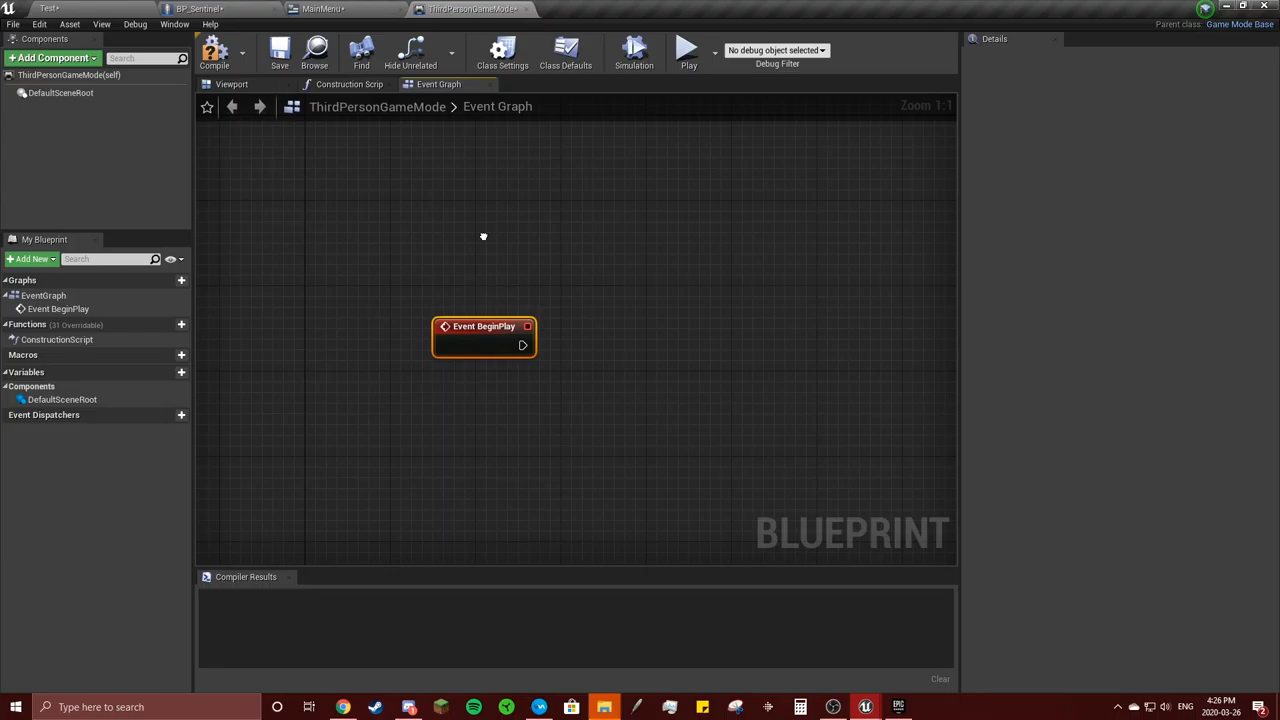 Test*
BP_Sentinel*
MainMenu*
ThirdPersonGameMode*
File Edit Asset View Debug Window Help
Parent class: Game Mode Base
Components
+Add Component
Search
ThirdPersonGameMode(self)
DefaultSceneRoot
Compile
Save
Browse
Find
Hide Unrelated
Class Settings
Class Defaults
Simulation
Play
No debug object selected
Debug Filter
Details
Viewport
Construction Scrip
Event Graph
ThirdPersonGameMode > Event Graph
Zoom 1:1
My Blueprint
+Add New
Search
Graphs
EventGraph
Event BeginPlay
Functions (31 Overridable)
ConstructionScript
Macros
Variables
Components
DefaultSceneRoot
Event Dispatchers
Event BeginPlay
BLUEPRINT
Compiler Results
Clear
Type here to search
ENG
4:26 PM
2020-03-26
2